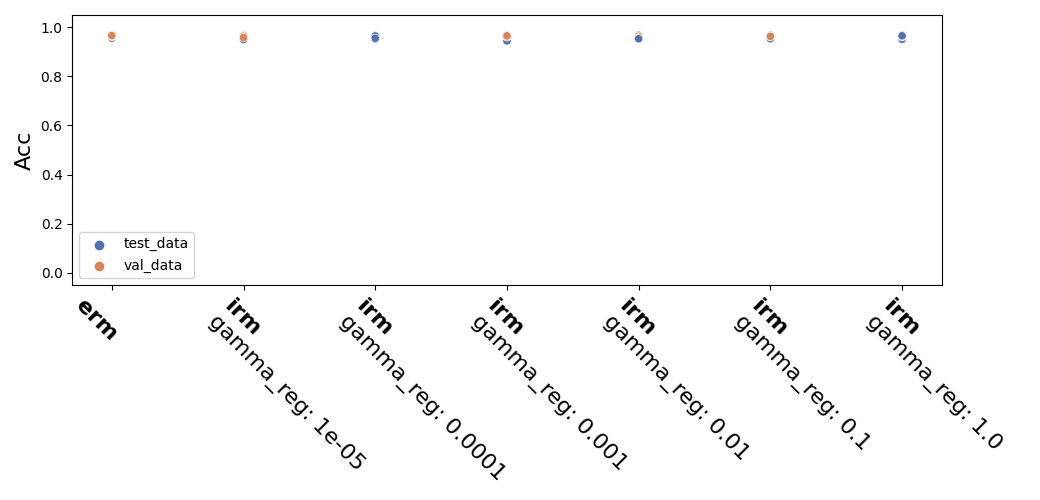 Acc
1.0
0.8
0.6
0.4
0.2
0.0
test_data
val_data
erm
irm
gamma_reg: 1e-05
irm
gamma_reg: 0.0001
irm
gamma_reg: 0.001
irm
gamma_reg: 0.01
irm
gamma_reg: 0.1
irm
gamma_reg: 1.0